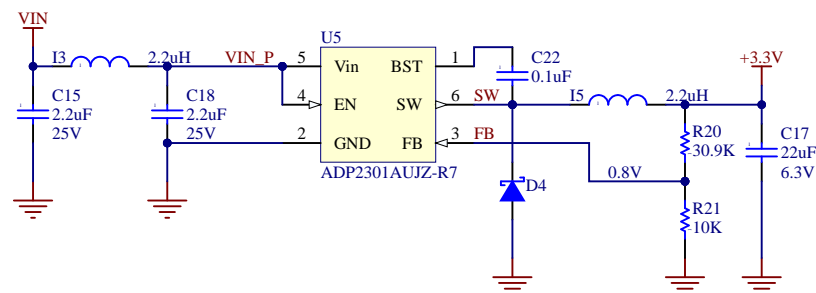 VIN
U5
I3
2.2uH
VIN_P
5
Vin
BST
1
C22
0.1uF
+3.3V
C15
2.2uF
25V
C18
2.2uF
25V
4
EN
SW
6
SW
I5
2.2uH
2
GND
FB
3
FB
R20
30.9K
C17
22uF
6.3V
ADP2301AUJZ-R7
0.8V
D4
R21
10K